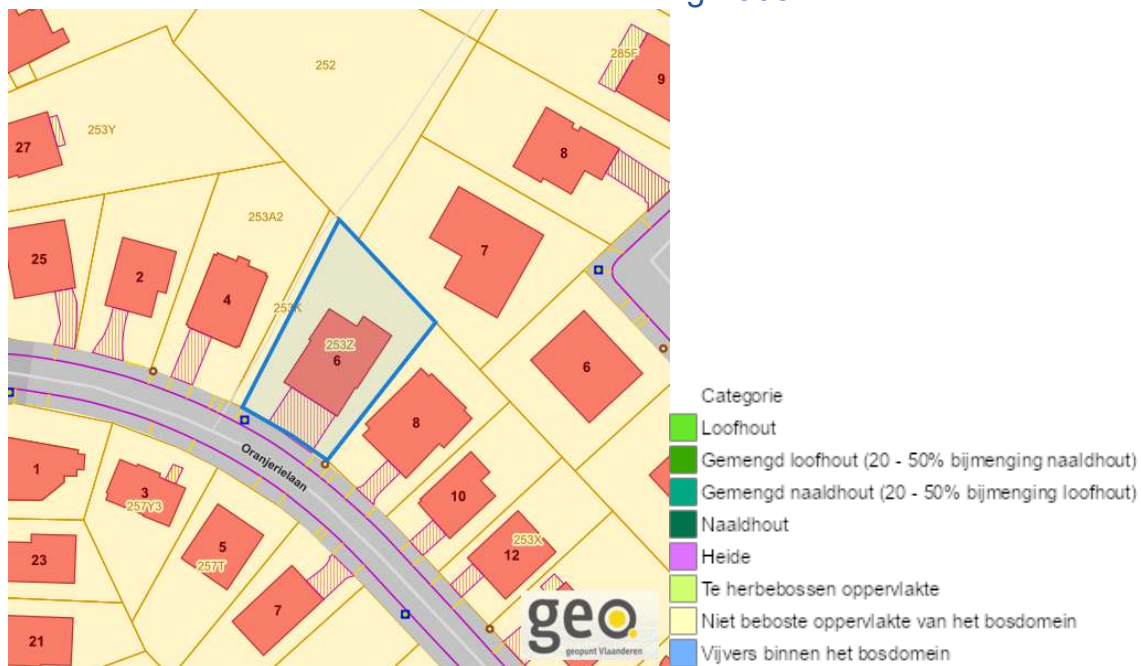 252
285F
9
253Y
27
8
253A2
7
25
2
4
253K
253Z
6
6
8
Oranjerielaan
1
3
257Y3
10
253X
12
5
257T
23
7
21
geo.
geopunt Vlaanderen
Categorie
Loofhout
Gemengd loofhout (20 - 50% bijmenging naaldhout)
Gemengd naaldhout (20 - 50% bijmenging loofhout)
Naaldhout
Heide
Te herbebossen oppervlakte
Niet beboste oppervlakte van het bosdomein
Vijvers binnen het bosdomein